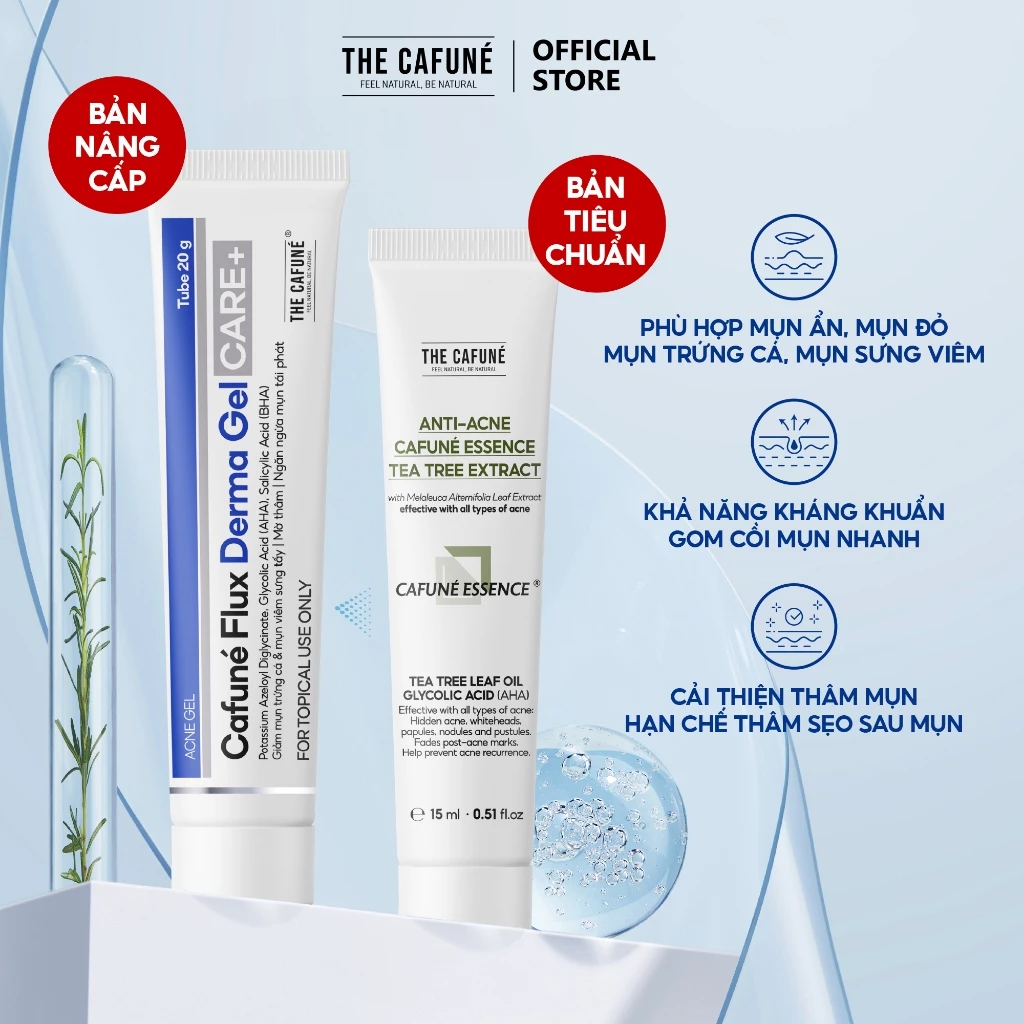 THE CAFUNÉ
FEEL NATURAL, BE NATURAL
OFFICIAL
STORE
BẢN
NÂNG
CẤP
BẢN
TIÊU
CHUẨN
Tube 20 g
ACNE GEL
Cafuné Flux Derma Gel CARE+
Potassium Azeloyl Diglycinate, Glycolic Acid (AHA), Salicylic Acid (BHA)
Giảm mụn trứng cá & mụn viêm sưng tấy | Mờ thâm | Ngăn ngừa mụn tái phát
FOR TOPICAL USE ONLY
THE CAFUNÉ ®
FEEL NATURAL, BE NATURAL
THE CAFUNÉ
FEEL NATURAL, BE NATURAL
ANTI-ACNE
CAFUNÉ ESSENCE
TEA TREE EXTRACT
with Melaleuca Alternifolia Leaf Extract
effective with all types of acne
CAFUNÉ ESSENCE ®
TEA TREE LEAF OIL
GLYCOLIC ACID (AHA)
Effective with all types of acne:
Hidden acne, whiteheads,
papules, nodules and pustules.
Fades post-acne marks.
Help prevent acne recurrence.
℮ 15 ml · 0.51 fl.oz
PHÙ HỢP MỤN ẨN, MỤN ĐỎ
MỤN TRỨNG CÁ, MỤN SƯNG VIÊM
KHẢ NĂNG KHÁNG KHUẨN
GOM CỒI MỤN NHANH
CẢI THIỆN THÂM MỤN
HẠN CHẾ THÂM SẸO SAU MỤN